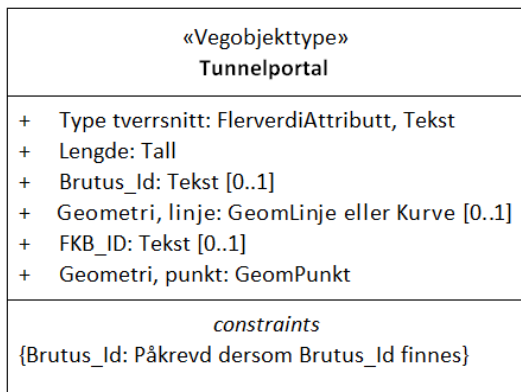 «Vegobjekttype»
Tunnelportal
+ Type tverrsnitt: FlerverdiAttributt, Tekst
+ Lengde: Tall
+ Brutus_Id: Tekst [0..1]
+ Geometri, linje: GeomLinje eller Kurve [0..1]
+ FKB_ID: Tekst [0..1]
+ Geometri, punkt: GeomPunkt
constraints
{Brutus_Id: Påkrevd dersom Brutus_Id finnes}